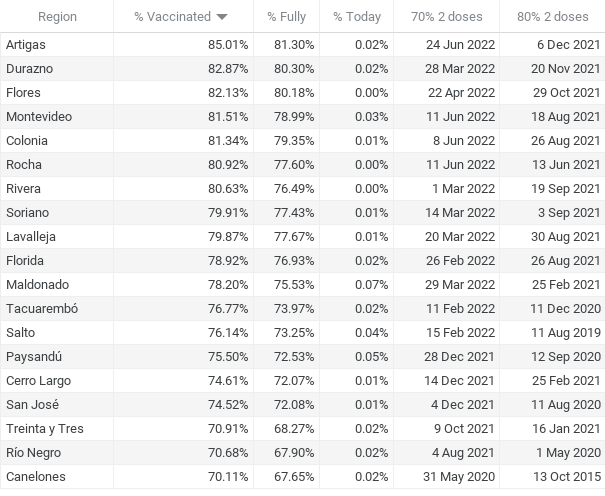 Region % Vaccinated % Fully % Today 70% 2 doses 80% 2 doses
Artigas 85.01% 81.30% 0.02% 24 Jun 2022 6 Dec 2021
Durazno 82.87% 80.30% 0.02% 28 Mar 2022 20 Nov 2021
Flores 82.13% 80.18% 0.00% 22 Apr 2022 29 Oct 2021
Montevideo 81.51% 78.99% 0.03% 11 Jun 2022 18 Aug 2021
Colonia 81.34% 79.35% 0.01% 8 Jun 2022 26 Aug 2021
Rocha 80.92% 77.60% 0.00% 11 Jun 2022 13 Jun 2021
Rivera 80.63% 76.49% 0.00% 1 Mar 2022 19 Sep 2021
Soriano 79.91% 77.43% 0.01% 14 Mar 2022 3 Sep 2021
Lavalleja 79.87% 77.67% 0.01% 20 Mar 2022 30 Aug 2021
Florida 78.92% 76.93% 0.02% 26 Feb 2022 26 Aug 2021
Maldonado 78.20% 75.53% 0.07% 29 Mar 2022 25 Feb 2021
Tacuarembó 76.77% 73.97% 0.02% 11 Feb 2022 11 Dec 2020
Salto 76.14% 73.25% 0.04% 15 Feb 2022 11 Aug 2019
Paysandú 75.50% 72.53% 0.05% 28 Dec 2021 12 Sep 2020
Cerro Largo 74.61% 72.07% 0.01% 14 Dec 2021 25 Feb 2021
San José 74.52% 72.08% 0.01% 4 Dec 2021 11 Aug 2020
Treinta y Tres 70.91% 68.27% 0.02% 9 Oct 2021 16 Jan 2021
Río Negro 70.68% 67.90% 0.02% 4 Aug 2021 1 May 2020
Canelones 70.11% 67.65% 0.02% 31 May 2020 13 Oct 2015